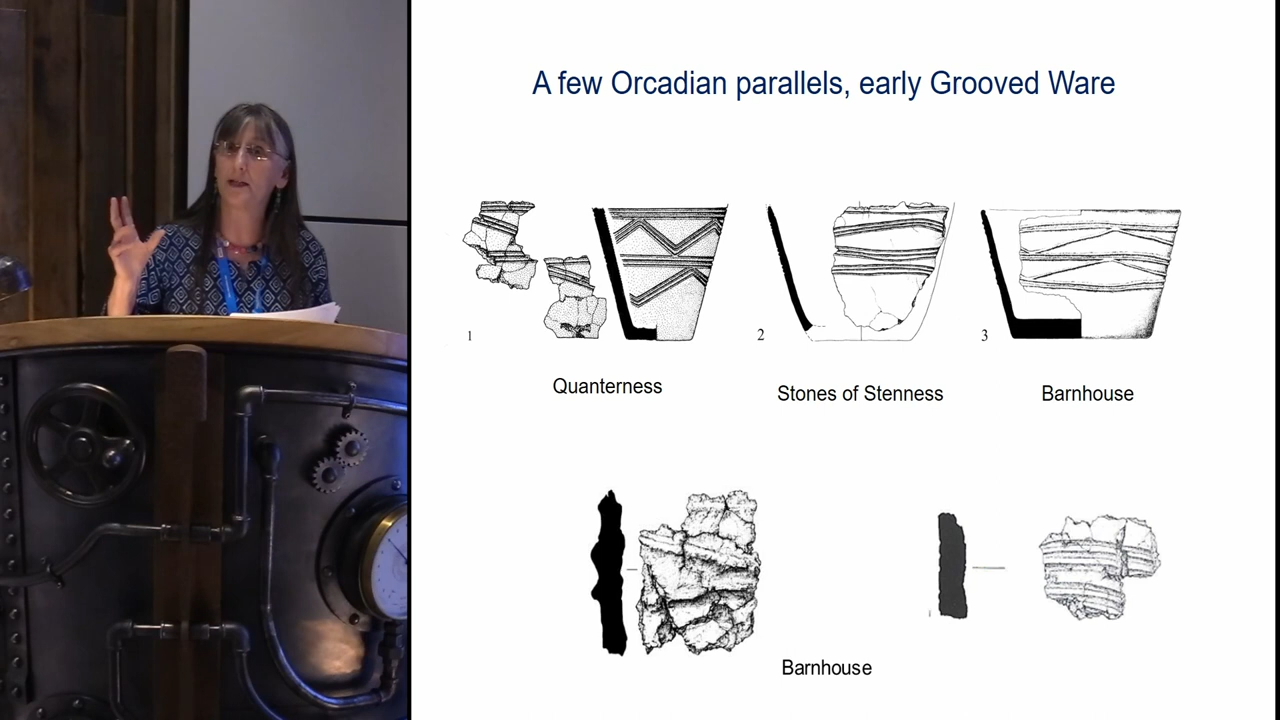 A few Orcadian parallels, early Grooved Ware
1
2
3
Quanterness
Stones of Stenness
Barnhouse
Barnhouse